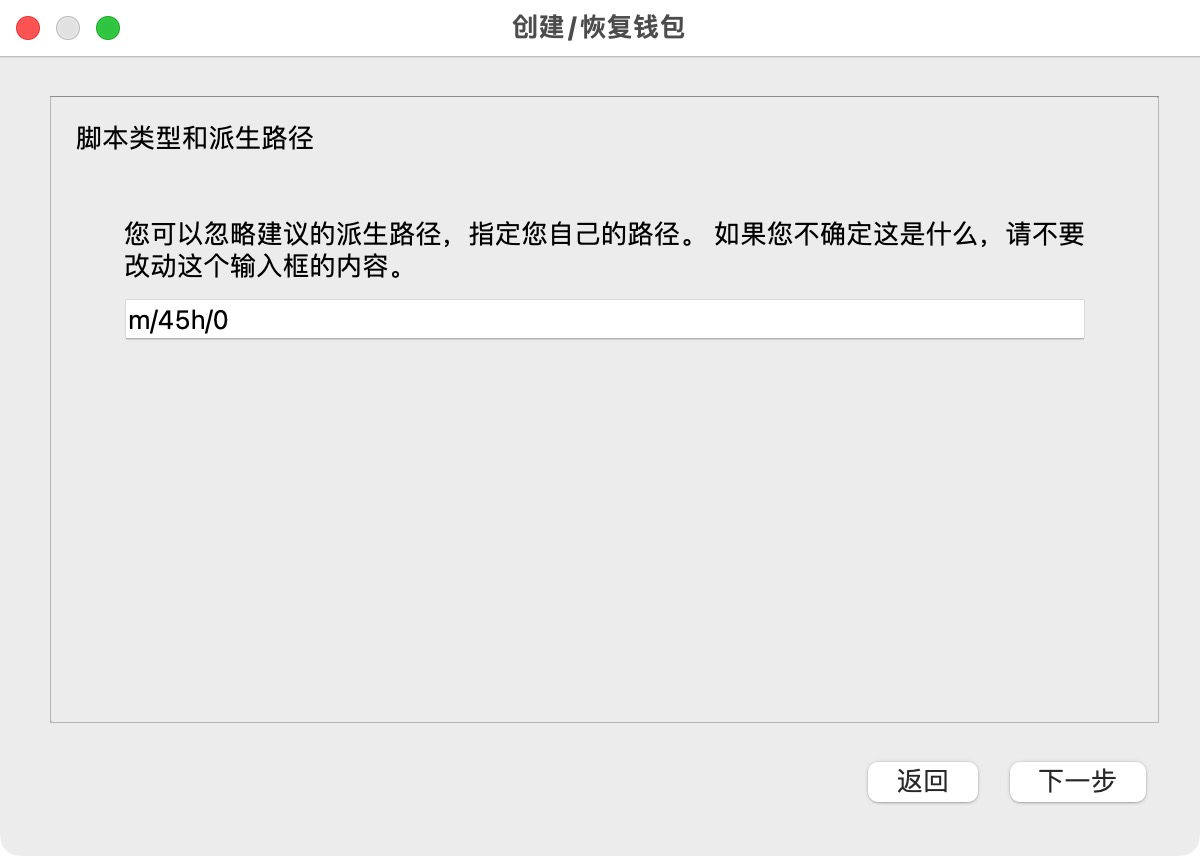 创建/恢复钱包
脚本类型和派生路径
您可以忽略建议的派生路径，指定您自己的路径。 如果您不确定这是什么，请不要
改动这个输入框的内容。
m/45h/0
返回
下一步